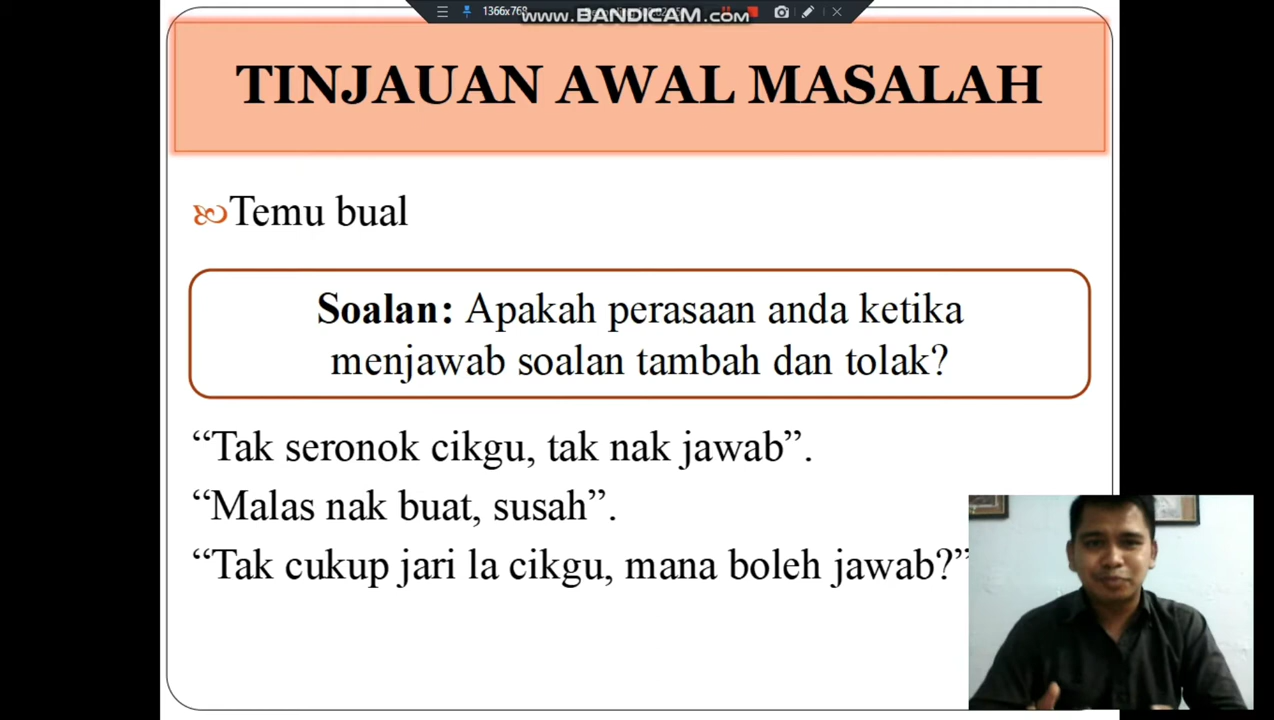 1366x768
www.BANDICAM.com
TINJAUAN AWAL MASALAH
Temu bual
Soalan: Apakah perasaan anda ketika
menjawab soalan tambah dan tolak?
“Tak seronok cikgu, tak nak jawab”.
“Malas nak buat, susah”.
“Tak cukup jari la cikgu, mana boleh jawab?”